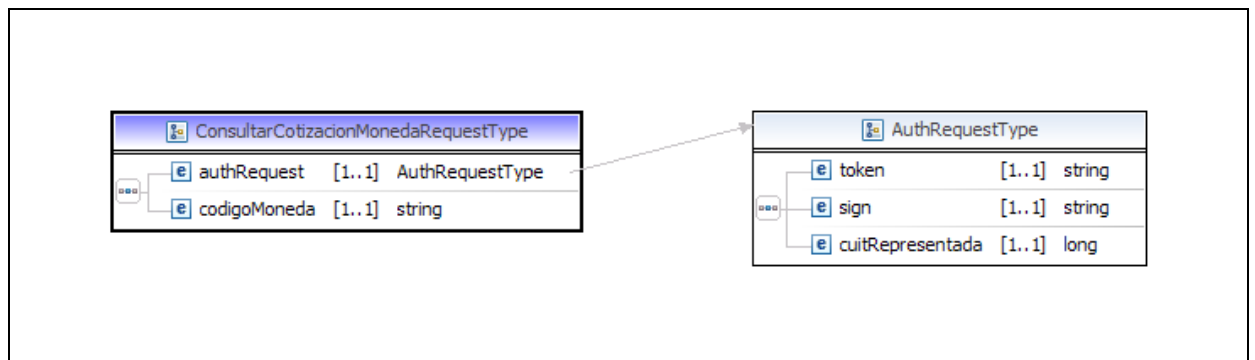 ConsultarCotizacionMonedaRequestType
e authRequest [1..1] AuthRequestType
e codigoMoneda [1..1] string
AuthRequestType
e token [1..1] string
e sign [1..1] string
e cuitRepresentada [1..1] long